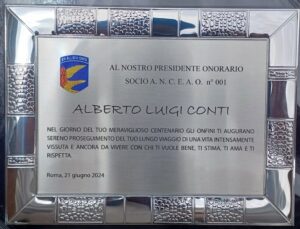 AL NOSTRO PRESIDENTE ONORARIO
SOCIO A. N. C. E. A. O. n° 001
ALBERTO LUIGI CONTI
NEL GIORNO DEL TUO MERAVIGLIOSO CENTENARIO GLI ONFINI TI AUGURANO
SERENO PROSEGUIMENTO DEL TUO LUNGO VIAGGIO DI UNA VITA INTENSAMENTE
VISSUTA E ANCORA DA VIVERE CON CHI TI VUOLE BENE, TI STIMA, TI AMA E TI
RISPETTA.
Roma, 21 giugno 2024